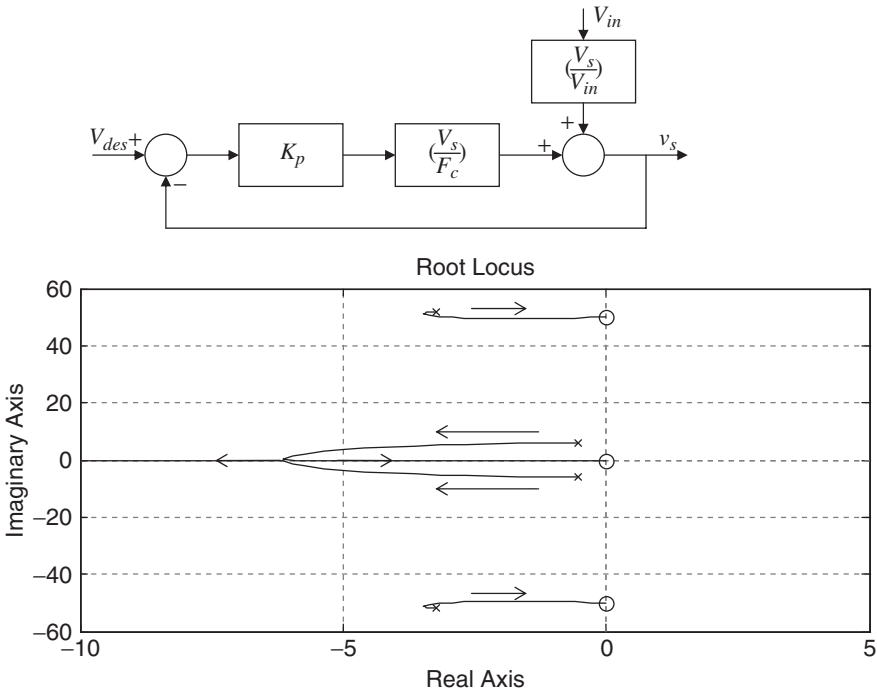 V_in
(V_s/V_in)
V_des +
−
K_p
(V_s/F_c)
+
+
v_s
Root Locus
60
40
20
0
−20
−40
−60
Imaginary Axis
−10
−5
0
5
Real Axis